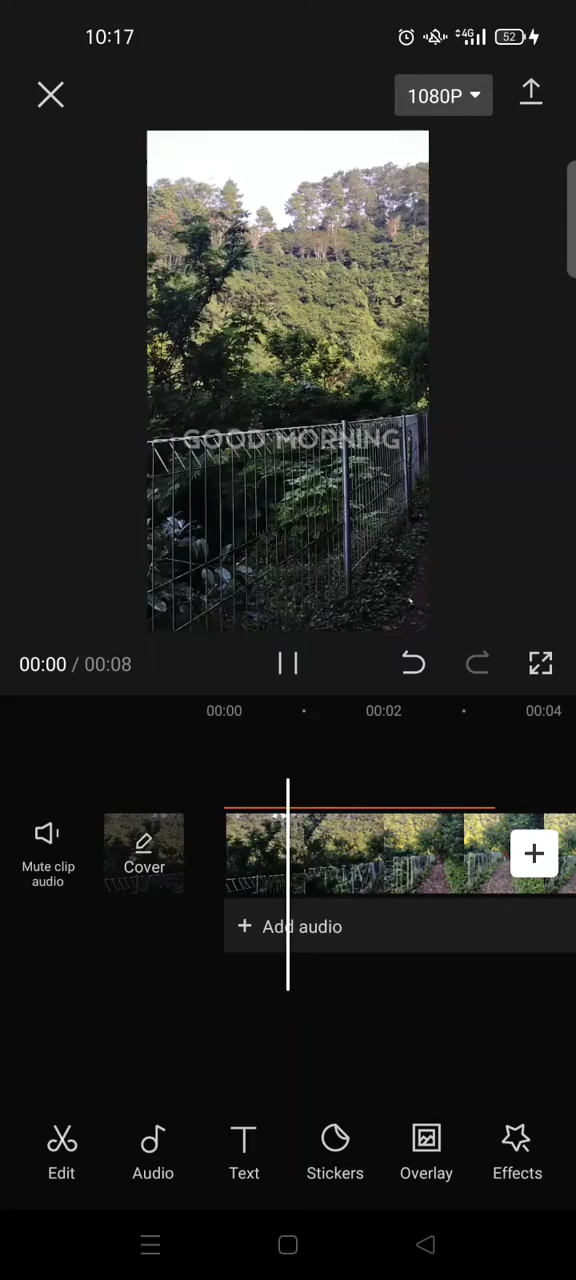 10:17
4G
52
1080P
GOOD MORNING
00:00 / 00:08
00:00
00:02
00:04
Mute clip
audio
Cover
+ Add audio
Edit
Audio
Text
Stickers
Overlay
Effects